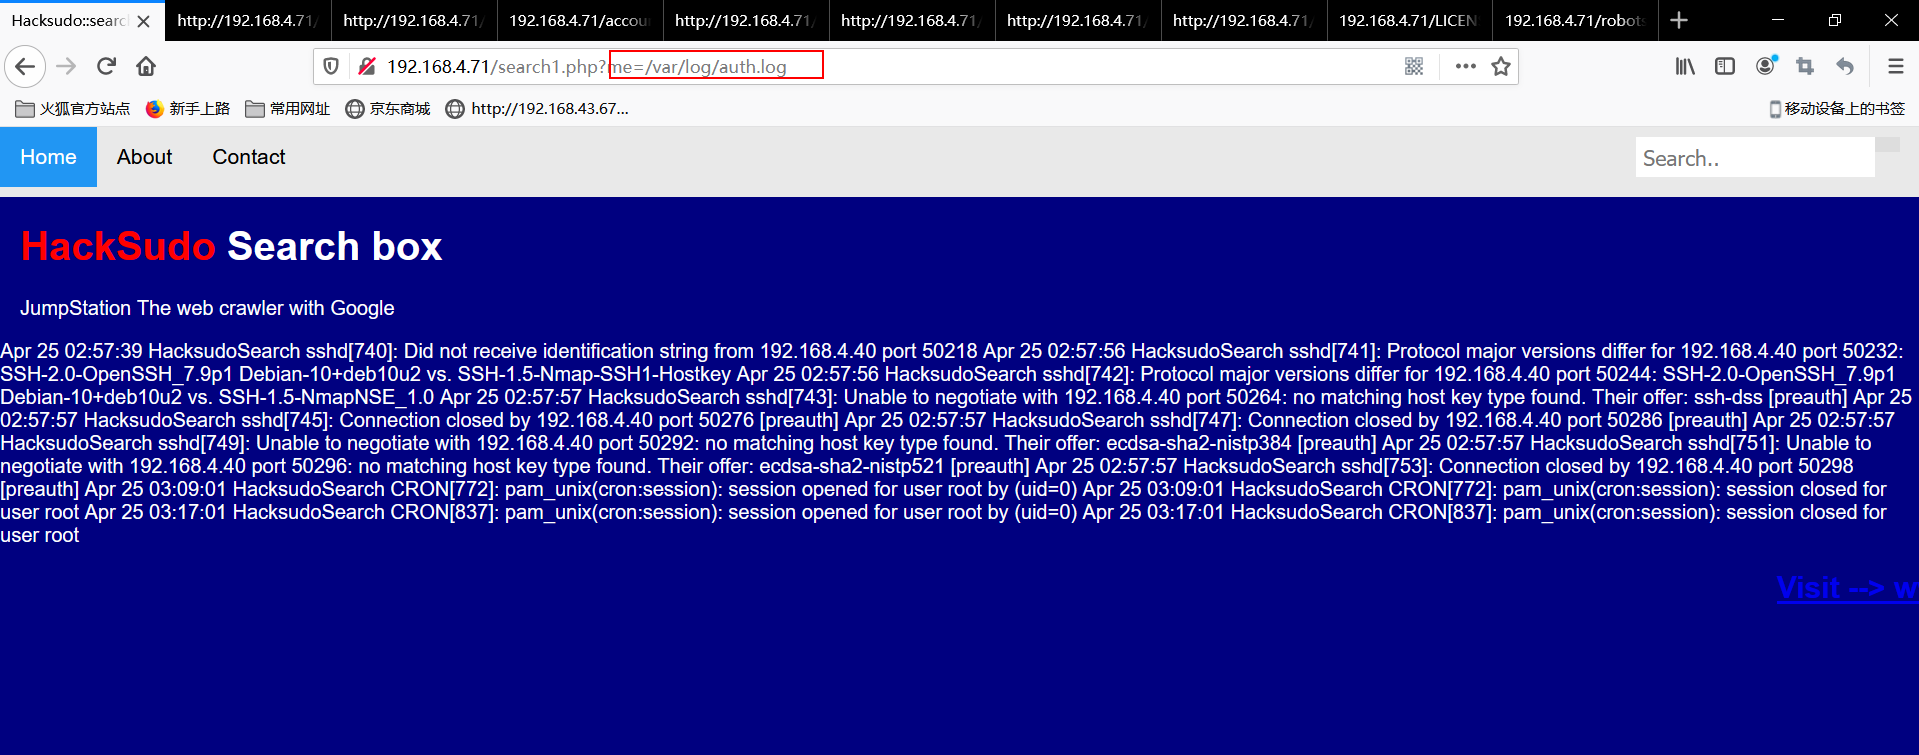 Hacksudo::searc http://192.168.4.71/ http://192.168.4.71/ 192.168.4.71/accou http://192.168.4.71/ http://192.168.4.71/ http://192.168.4.71/ http://192.168.4.71/ 192.168.4.71/LICEN 192.168.4.71/robots
192.168.4.71/search1.php?me=/var/log/auth.log
火狐官方站点 新手上路 常用网址 京东商城 http://192.168.43.67... 移动设备上的书签
Home About Contact Search..
HackSudo Search box
JumpStation The web crawler with Google
Apr 25 02:57:39 HacksudoSearch sshd[740]: Did not receive identification string from 192.168.4.40 port 50218 Apr 25 02:57:56 HacksudoSearch sshd[741]: Protocol major versions differ for 192.168.4.40 port 50232:
SSH-2.0-OpenSSH_7.9p1 Debian-10+deb10u2 vs. SSH-1.5-Nmap-SSH1-Hostkey Apr 25 02:57:56 HacksudoSearch sshd[742]: Protocol major versions differ for 192.168.4.40 port 50244: SSH-2.0-OpenSSH_7.9p1
Debian-10+deb10u2 vs. SSH-1.5-NmapNSE_1.0 Apr 25 02:57:57 HacksudoSearch sshd[743]: Unable to negotiate with 192.168.4.40 port 50264: no matching host key type found. Their offer: ssh-dss [preauth] Apr 25
02:57:57 HacksudoSearch sshd[745]: Connection closed by 192.168.4.40 port 50276 [preauth] Apr 25 02:57:57 HacksudoSearch sshd[747]: Connection closed by 192.168.4.40 port 50286 [preauth] Apr 25 02:57:57
HacksudoSearch sshd[749]: Unable to negotiate with 192.168.4.40 port 50292: no matching host key type found. Their offer: ecdsa-sha2-nistp384 [preauth] Apr 25 02:57:57 HacksudoSearch sshd[751]: Unable to
negotiate with 192.168.4.40 port 50296: no matching host key type found. Their offer: ecdsa-sha2-nistp521 [preauth] Apr 25 02:57:57 HacksudoSearch sshd[753]: Connection closed by 192.168.4.40 port 50298
[preauth] Apr 25 03:09:01 HacksudoSearch CRON[772]: pam_unix(cron:session): session opened for user root by (uid=0) Apr 25 03:09:01 HacksudoSearch CRON[772]: pam_unix(cron:session): session closed for
user root Apr 25 03:17:01 HacksudoSearch CRON[837]: pam_unix(cron:session): session opened for user root by (uid=0) Apr 25 03:17:01 HacksudoSearch CRON[837]: pam_unix(cron:session): session closed for
user root
Visit --> w